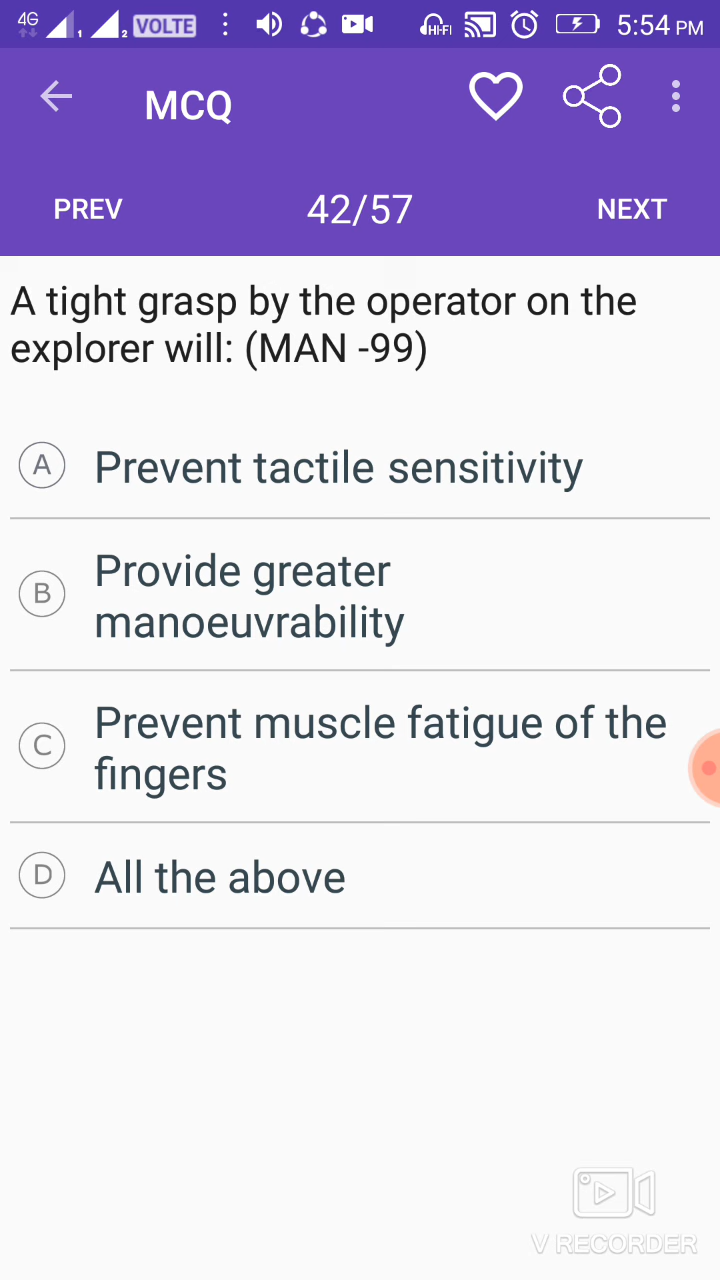 4G 1 2 VOLTE HI-FI 5:54 PM
MCQ
PREV 42/57 NEXT
A tight grasp by the operator on the
explorer will: (MAN -99)
A Prevent tactile sensitivity
B Provide greater
manoeuvrability
C Prevent muscle fatigue of the
fingers
D All the above
V RECORDER